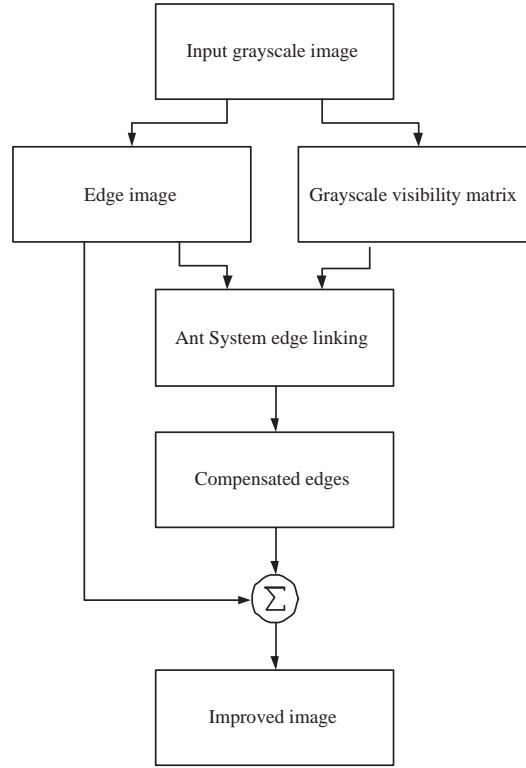 Input grayscale image
Edge image
Grayscale visibility matrix
Ant System edge linking
Compensated edges
Σ
Improved image